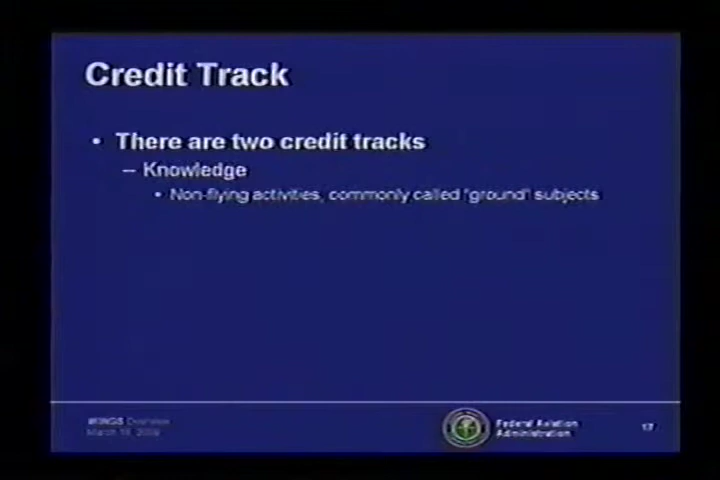 Credit Track
• There are two credit tracks
– Knowledge
• Non-flying activities, commonly called "ground" subjects
WINGS Overview
Federal Aviation
Administration
17